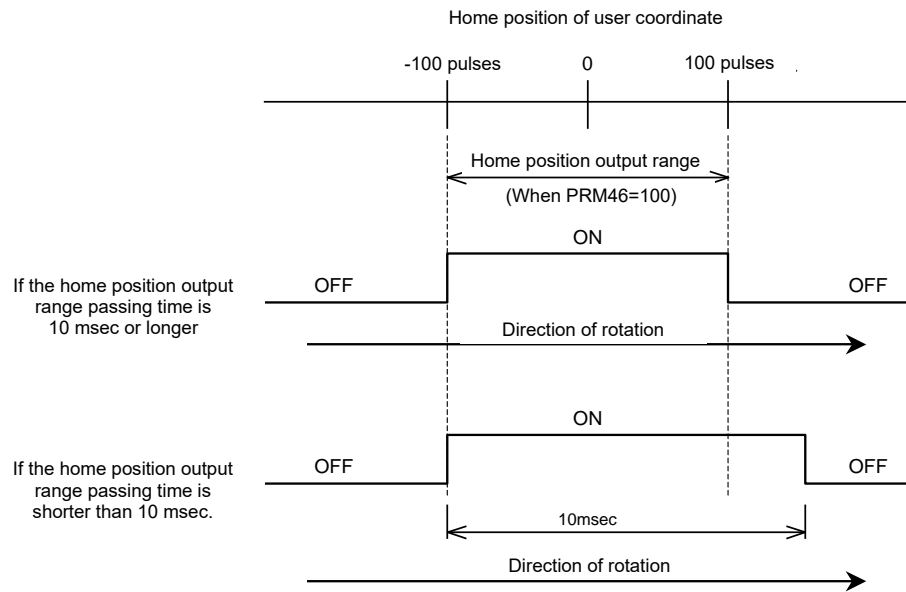 Home position of user coordinate
-100 pulses
0
100 pulses
Home position output range
(When PRM46=100)
ON
If the home position output
range passing time is
10 msec or longer
OFF
OFF
Direction of rotation
ON
If the home position output
range passing time is
shorter than 10 msec.
OFF
OFF
10msec
Direction of rotation